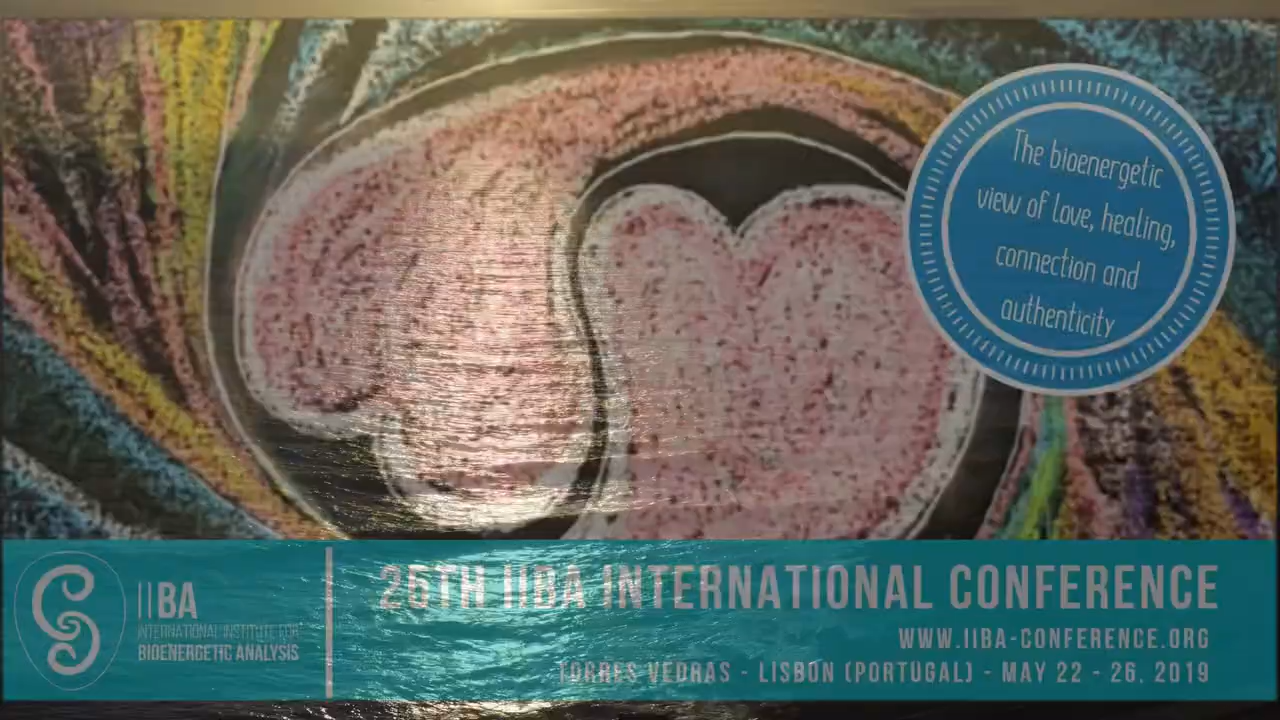 The bioenergetic
view of love, healing,
connection and
authenticity
IIBA
INTERNATIONAL INSTITUTE FOR
BIOENERGETIC ANALYSIS
25TH IIBA INTERNATIONAL CONFERENCE
WWW.IIBA-CONFERENCE.ORG
TORRES VEDRAS - LISBON (PORTUGAL) - MAY 22 - 26, 2019